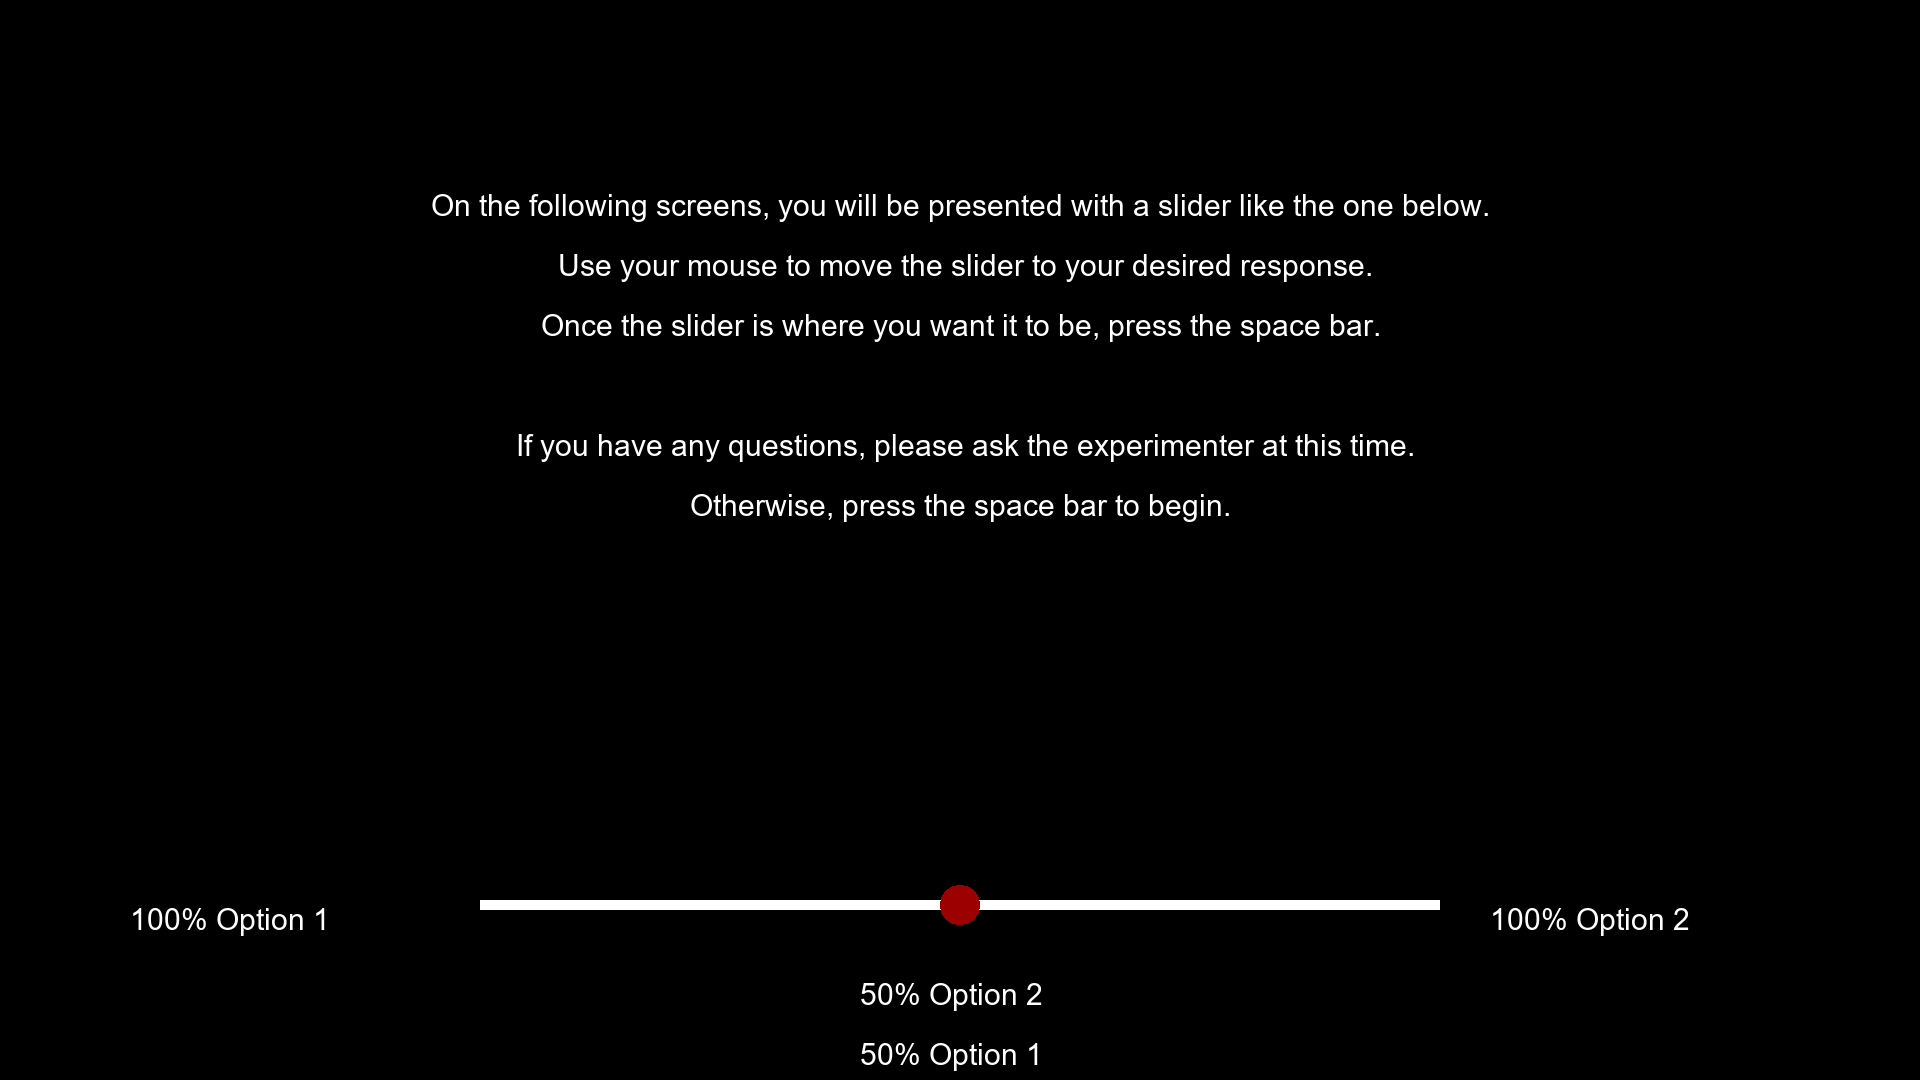 On the following screens, you will be presented with a slider like the one below.
Use your mouse to move the slider to your desired response.
Once the slider is where you want it to be, press the space bar.
If you have any questions, please ask the experimenter at this time.
Otherwise, press the space bar to begin.
100% Option 1
100% Option 2
50% Option 2
50% Option 1